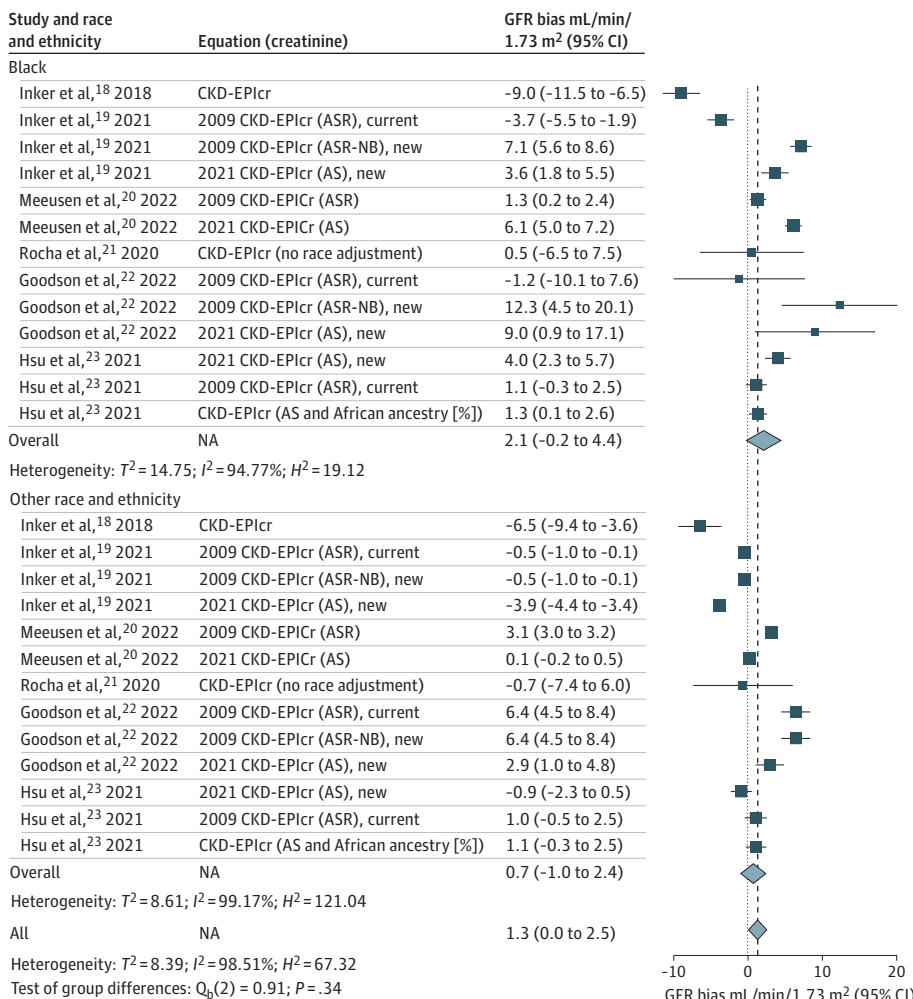 Study and race and ethnicity Equation (creatinine) GFR bias mL/min/1.73 m² (95% CI)
Black
Inker et al,¹⁸ 2018 CKD-EPIcr -9.0 (-11.5 to -6.5)
Inker et al,¹⁹ 2021 2009 CKD-EPIcr (ASR), current -3.7 (-5.5 to -1.9)
Inker et al,¹⁹ 2021 2009 CKD-EPIcr (ASR-NB), new 7.1 (5.6 to 8.6)
Inker et al,¹⁹ 2021 2021 CKD-EPICr (AS), new 3.6 (1.8 to 5.5)
Meeusen et al,²⁰ 2022 2009 CKD-EPIcr (ASR) 1.3 (0.2 to 2.4)
Meeusen et al,²⁰ 2022 2021 CKD-EPIcr (AS) 6.1 (5.0 to 7.2)
Rocha et al,²¹ 2020 CKD-EPIcr (no race adjustment) 0.5 (-6.5 to 7.5)
Goodson et al,²² 2022 2009 CKD-EPIcr (ASR), current -1.2 (-10.1 to 7.6)
Goodson et al,²² 2022 2009 CKD-EPIcr (ASR-NB), new 12.3 (4.5 to 20.1)
Goodson et al,²² 2022 2021 CKD-EPIcr (AS), new 9.0 (0.9 to 17.1)
Hsu et al,²³ 2021 2021 CKD-EPIcr (AS), new 4.0 (2.3 to 5.7)
Hsu et al,²³ 2021 2009 CKD-EPIcr (ASR), current 1.1 (-0.3 to 2.5)
Hsu et al,²³ 2021 CKD-EPIcr (AS and African ancestry [%]) 1.3 (0.1 to 2.6)
Overall NA 2.1 (-0.2 to 4.4)
Heterogeneity: T² = 14.75; I² = 94.77%; H² = 19.12
Other race and ethnicity
Inker et al,¹⁸ 2018 CKD-EPIcr -6.5 (-9.4 to -3.6)
Inker et al,¹⁹ 2021 2009 CKD-EPIcr (ASR), current -0.5 (-1.0 to -0.1)
Inker et al,¹⁹ 2021 2009 CKD-EPIcr (ASR-NB), new -0.5 (-1.0 to -0.1)
Inker et al,¹⁹ 2021 2021 CKD-EPIcr (AS), new -3.9 (-4.4 to -3.4)
Meeusen et al,²⁰ 2022 2009 CKD-EPICr (ASR) 3.1 (3.0 to 3.2)
Meeusen et al,²⁰ 2022 2021 CKD-EPICr (AS) 0.1 (-0.2 to 0.5)
Rocha et al,²¹ 2020 CKD-EPIcr (no race adjustment) -0.7 (-7.4 to 6.0)
Goodson et al,²² 2022 2009 CKD-EPIcr (ASR), current 6.4 (4.5 to 8.4)
Goodson et al,²² 2022 2009 CKD-EPIcr (ASR-NB), new 6.4 (4.5 to 8.4)
Goodson et al,²² 2022 2021 CKD-EPIcr (AS), new 2.9 (1.0 to 4.8)
Hsu et al,²³ 2021 2021 CKD-EPIcr (AS), new -0.9 (-2.3 to 0.5)
Hsu et al,²³ 2021 2009 CKD-EPIcr (ASR), current 1.0 (-0.5 to 2.5)
Hsu et al,²³ 2021 CKD-EPIcr (AS and African ancestry [%]) 1.1 (-0.3 to 2.5)
Overall NA 0.7 (-1.0 to 2.4)
Heterogeneity: T² = 8.61; I² = 99.17%; H² = 121.04
All NA 1.3 (0.0 to 2.5)
Heterogeneity: T² = 8.39; I² = 98.51%; H² = 67.32
Test of group differences: Q_b(2) = 0.91; P = .34
-10 0 10 20
GFR bias mL/min/1.73 m² (95% CI)